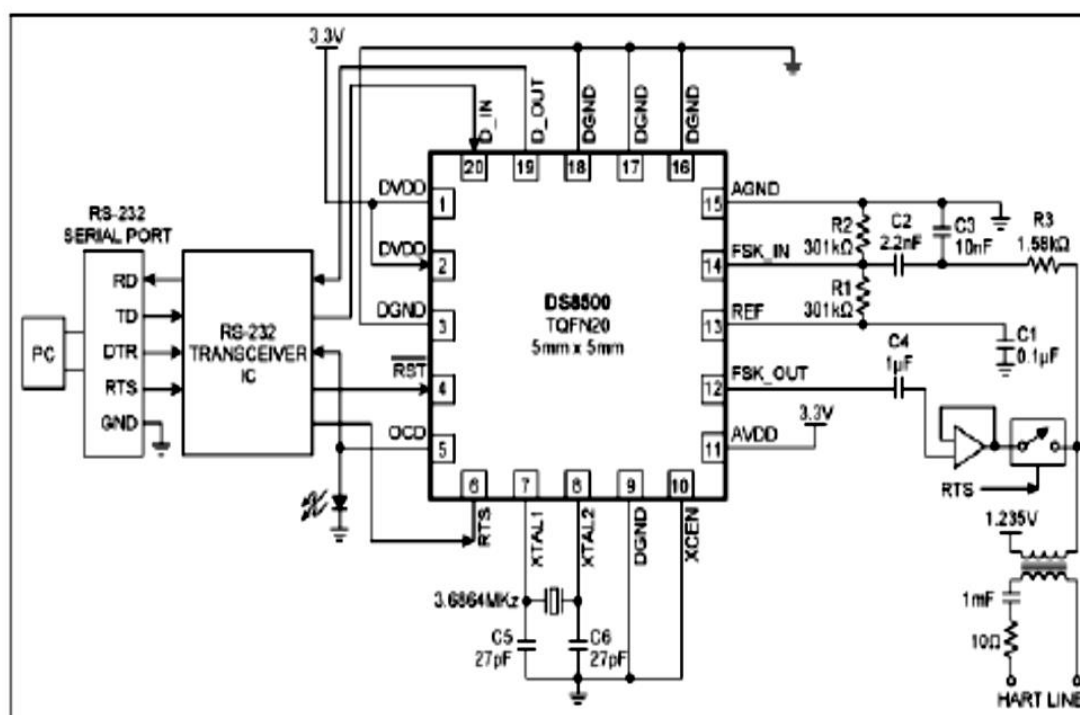 3.3V
D_IN
D_OUT
DGND
DGND
DGND
20
19
18
17
16
DVDD
1
DVDD
2
DGND
3
RST
4
OCD
5
RS-232
SERIAL PORT
RD
TD
DTR
RTS
GND
PC
RS-232
TRANSCEIVER
IC
DS8500
TQFN20
5mm x 5mm
15
AGND
14
FSK_IN
13
REF
12
FSK_OUT
11
AVDD
R2
301kΩ
C2
2.2nF
C3
10nF
R3
1.58kΩ
R1
301kΩ
C1
0.1μF
C4
1μF
3.3V
RTS
1.235V
1mF
10Ω
HART LINE
6
7
8
9
10
RTS
XTAL1
XTAL2
DGND
XCEN
3.6864MKz
C5
27pF
C6
27pF